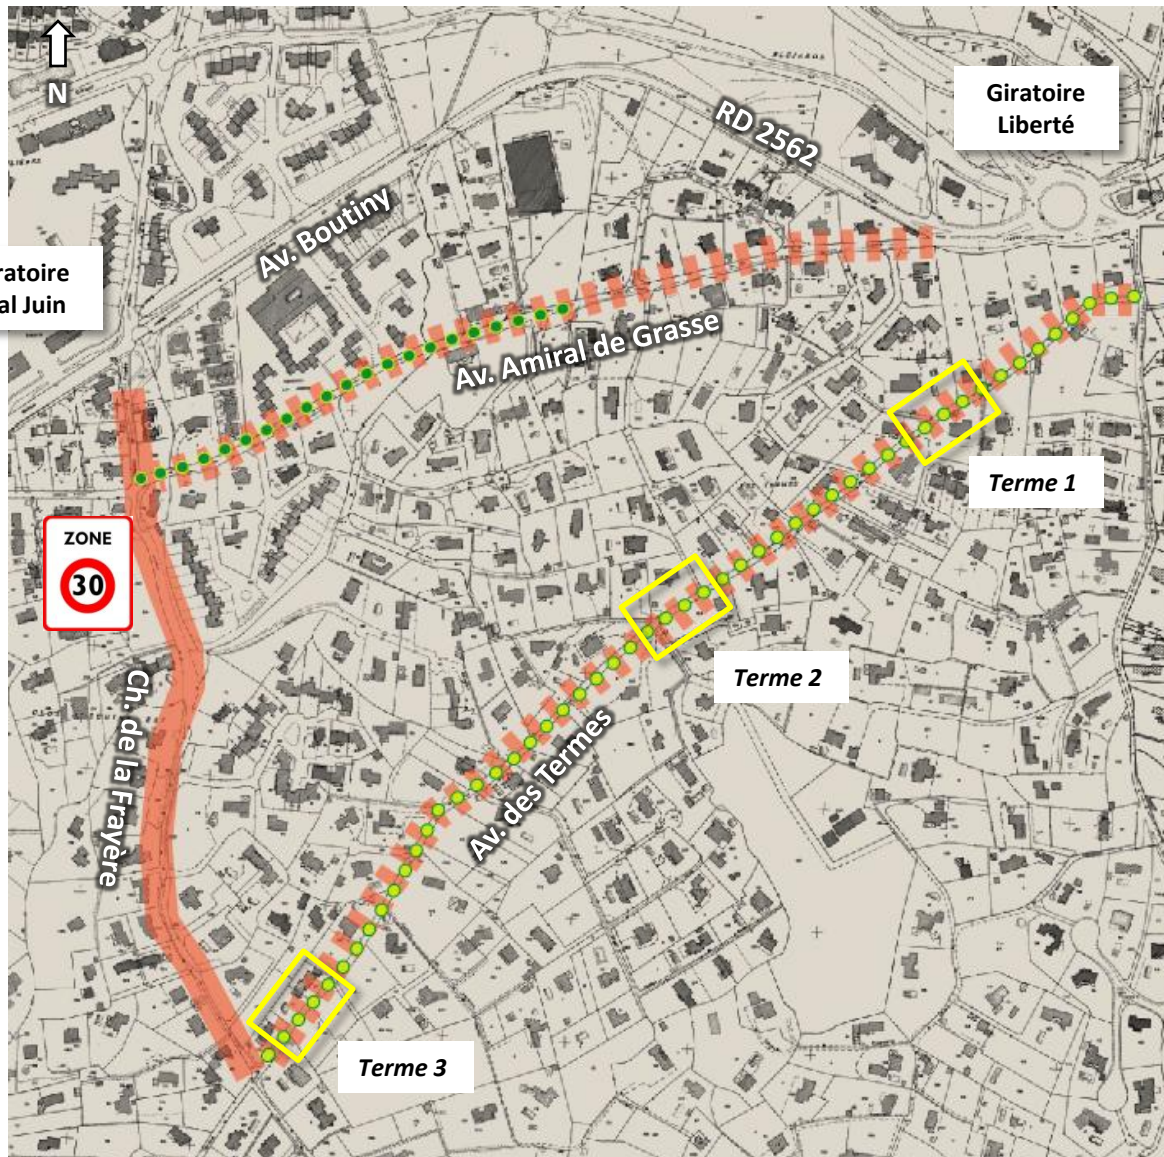 N
Giratoire
Liberté
RD 2562
Av. Boutiny
ratoire
al Juin
Av. Amiral de Grasse
Terme 1
ZONE
30
Terme 2
Ch. de la Frayère
Av. des Termes
Terme 3